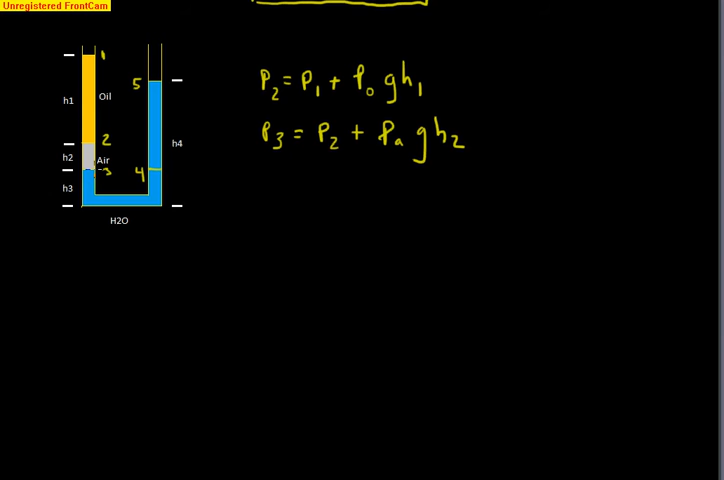 Unregistered FrontCam
1
5
h1
Oil
P₂ = P₁ + ρₒ g h₁
2
h2
Air
h4
P₃ = P₂ + ρₐ g h₂
3
4
h3
H2O